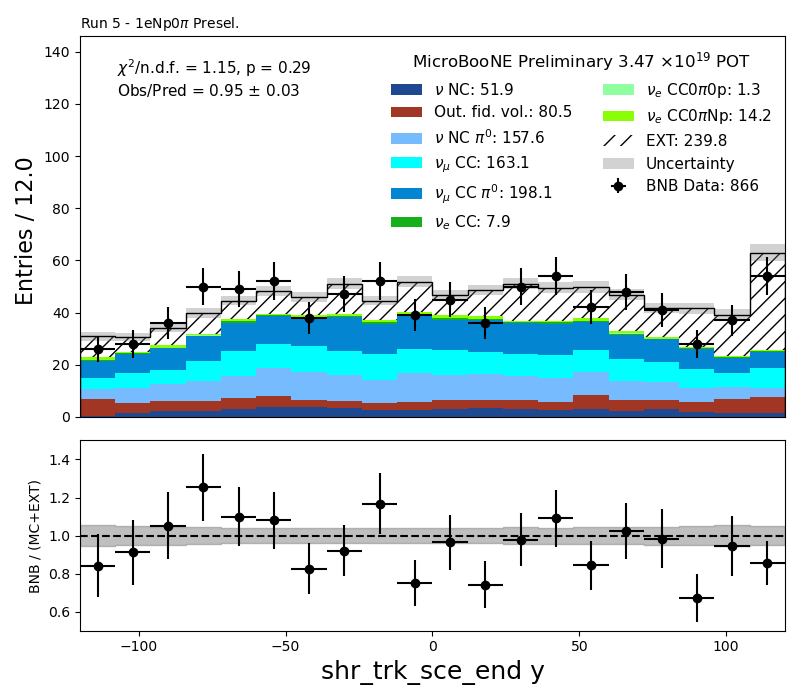 Run 5 - 1eNp0π Presel.
χ²/n.d.f. = 1.15, p = 0.29
Obs/Pred = 0.95 ± 0.03
MicroBooNE Preliminary 3.47 ×10¹⁹ POT
ν NC: 51.9
Out. fid. vol.: 80.5
ν NC π⁰: 157.6
ν_μ CC: 163.1
ν_μ CC π⁰: 198.1
ν_e CC: 7.9
ν_e CC0π0p: 1.3
ν_e CC0πNp: 14.2
EXT: 239.8
Uncertainty
BNB Data: 866
Entries / 12.0
140
120
100
80
60
40
20
0
BNB / (MC+EXT)
1.4
1.2
1.0
0.8
0.6
−100 −50 0 50 100
shr_trk_sce_end y